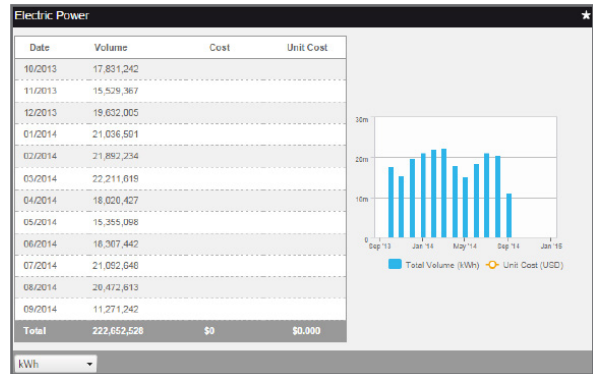 Electric Power
Date Volume Cost Unit Cost
10/2013 17,831,242
11/2013 15,529,367
12/2013 19,632,005
01/2014 21,036,591
02/2014 21,892,234
03/2014 22,211,619
04/2014 18,020,427
05/2014 15,355,098
06/2014 18,307,442
07/2014 21,092,648
08/2014 20,472,613
09/2014 11,271,242
Total 222,652,528 $0 $0.000
30m
20m
10m
0
Sep '13 Jan '14 May '14 Sep '14 Jan '15
Total Volume (kWh) Unit Cost (USD)
kWh